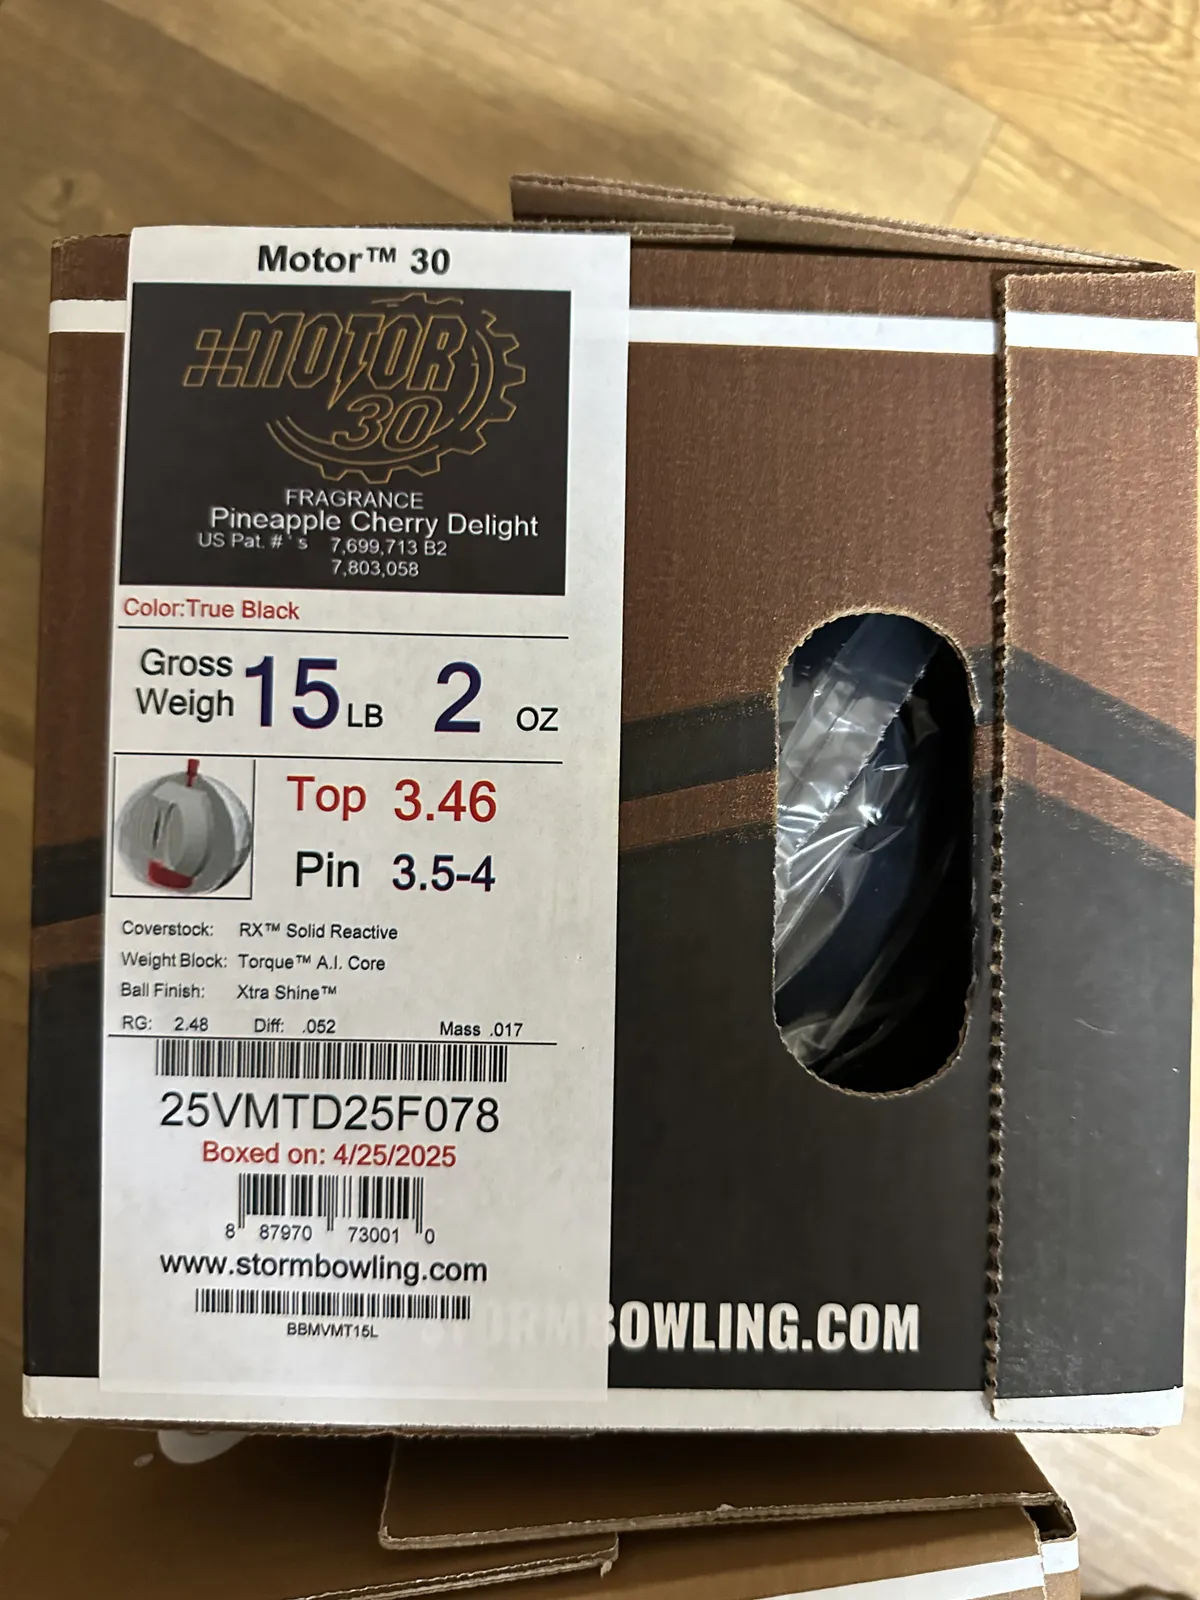 Motor™ 30
MOTOR
30
FRAGRANCE
Pineapple Cherry Delight
US Pat. #'s 7,699,713 B2
7,803,058
Color:True Black
Gross Weigh 15 LB 2 OZ
Top 3.46
Pin 3.5-4
Coverstock: RX™ Solid Reactive
Weight Block: Torque™ A.I. Core
Ball Finish: Xtra Shine™
RG: 2.48 Diff: .052 Mass .017
25VMTD25F078
Boxed on: 4/25/2025
8 87970 73001 0
www.stormbowling.com
BBMVMT15L
STORMBOWLING.COM